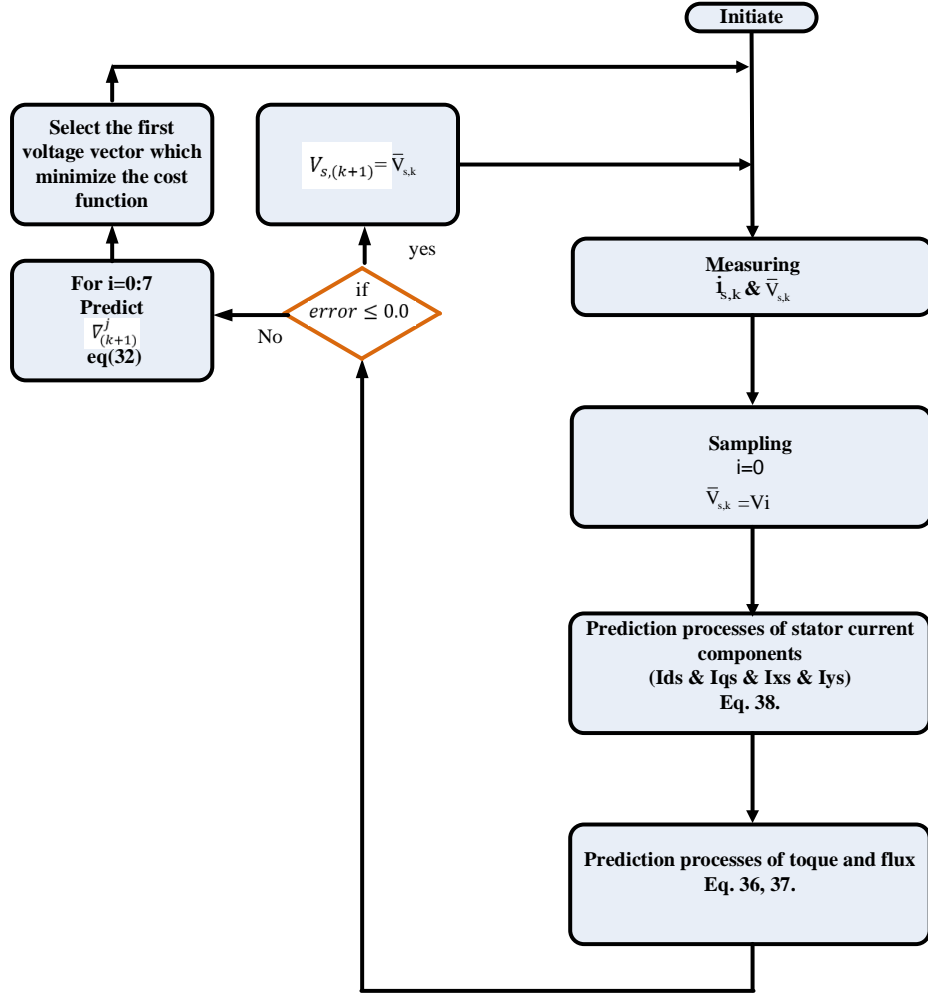 Initiate
Select the first
voltage vector which
minimize the cost
function
V_{s,(k+1)}= V̄_{s,k}
yes
For i=0:7
Predict
∇^{j}_{(k+1)}
eq(32)
No
if
error ≤ 0.0
Measuring
i̅_{s,k} & V̄_{s,k}
Sampling
i=0
V̄_{s,k} =Vi
Prediction processes of stator current
components
(Ids & Iqs & Ixs & Iys)
Eq. 38.
Prediction processes of toque and flux
Eq. 36, 37.